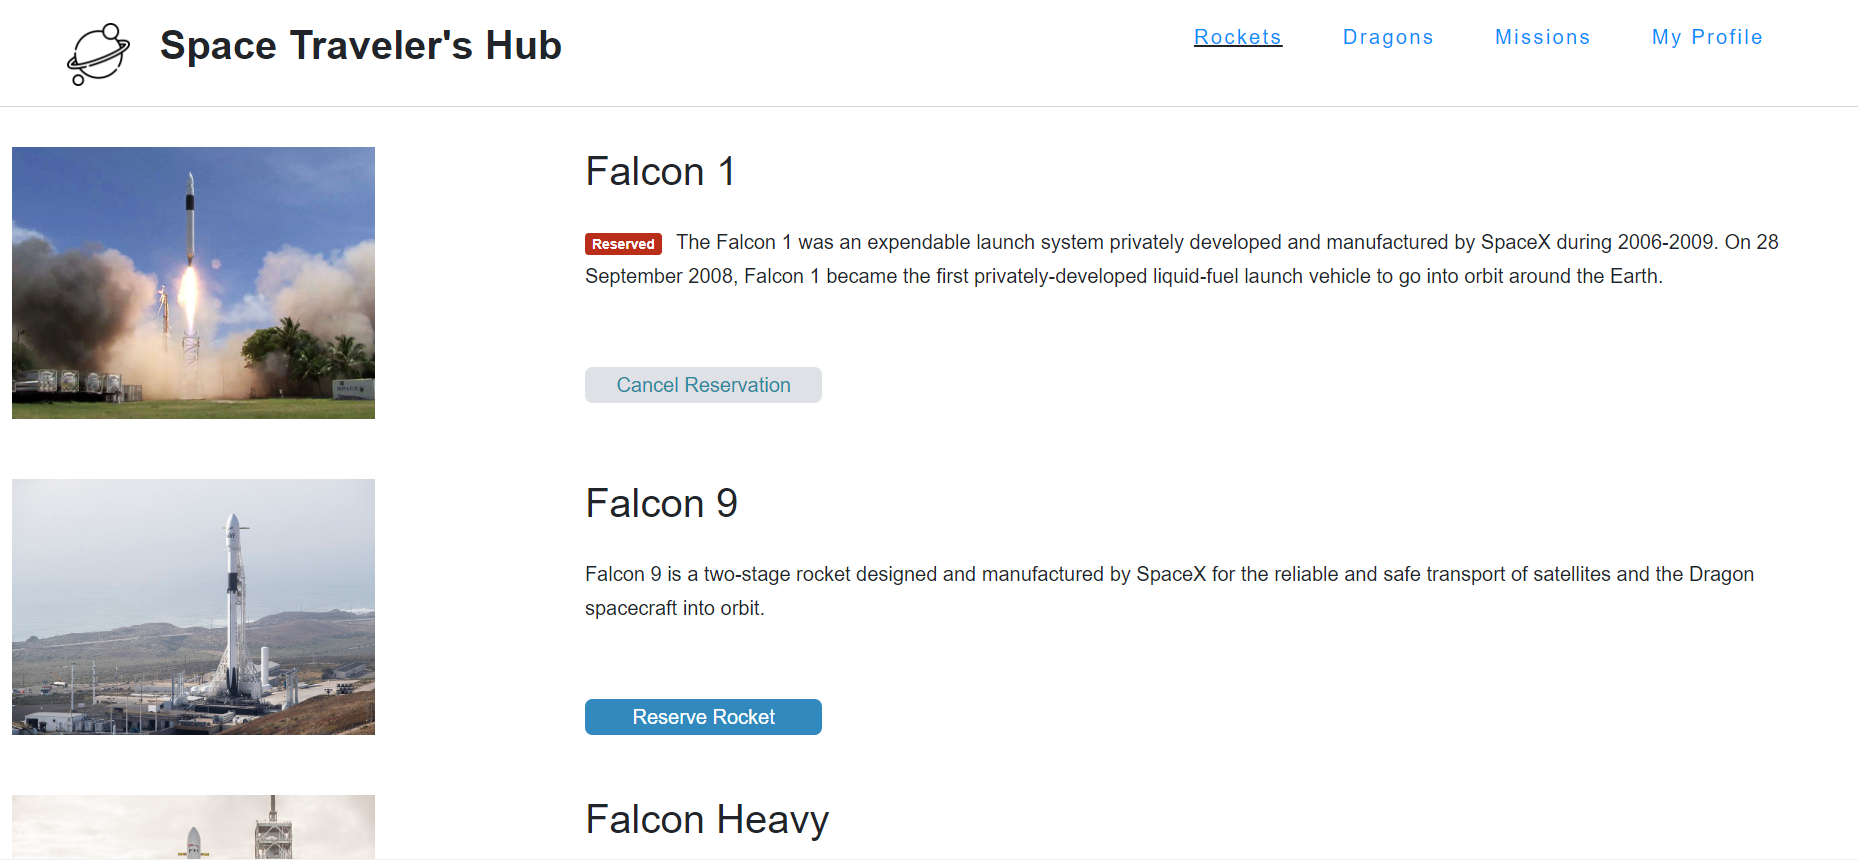 Space Traveler's Hub
Rockets
Dragons
Missions
My Profile
Falcon 1
Reserved The Falcon 1 was an expendable launch system privately developed and manufactured by SpaceX during 2006-2009. On 28
September 2008, Falcon 1 became the first privately-developed liquid-fuel launch vehicle to go into orbit around the Earth.
Cancel Reservation
Falcon 9
Falcon 9 is a two-stage rocket designed and manufactured by SpaceX for the reliable and safe transport of satellites and the Dragon
spacecraft into orbit.
Reserve Rocket
Falcon Heavy